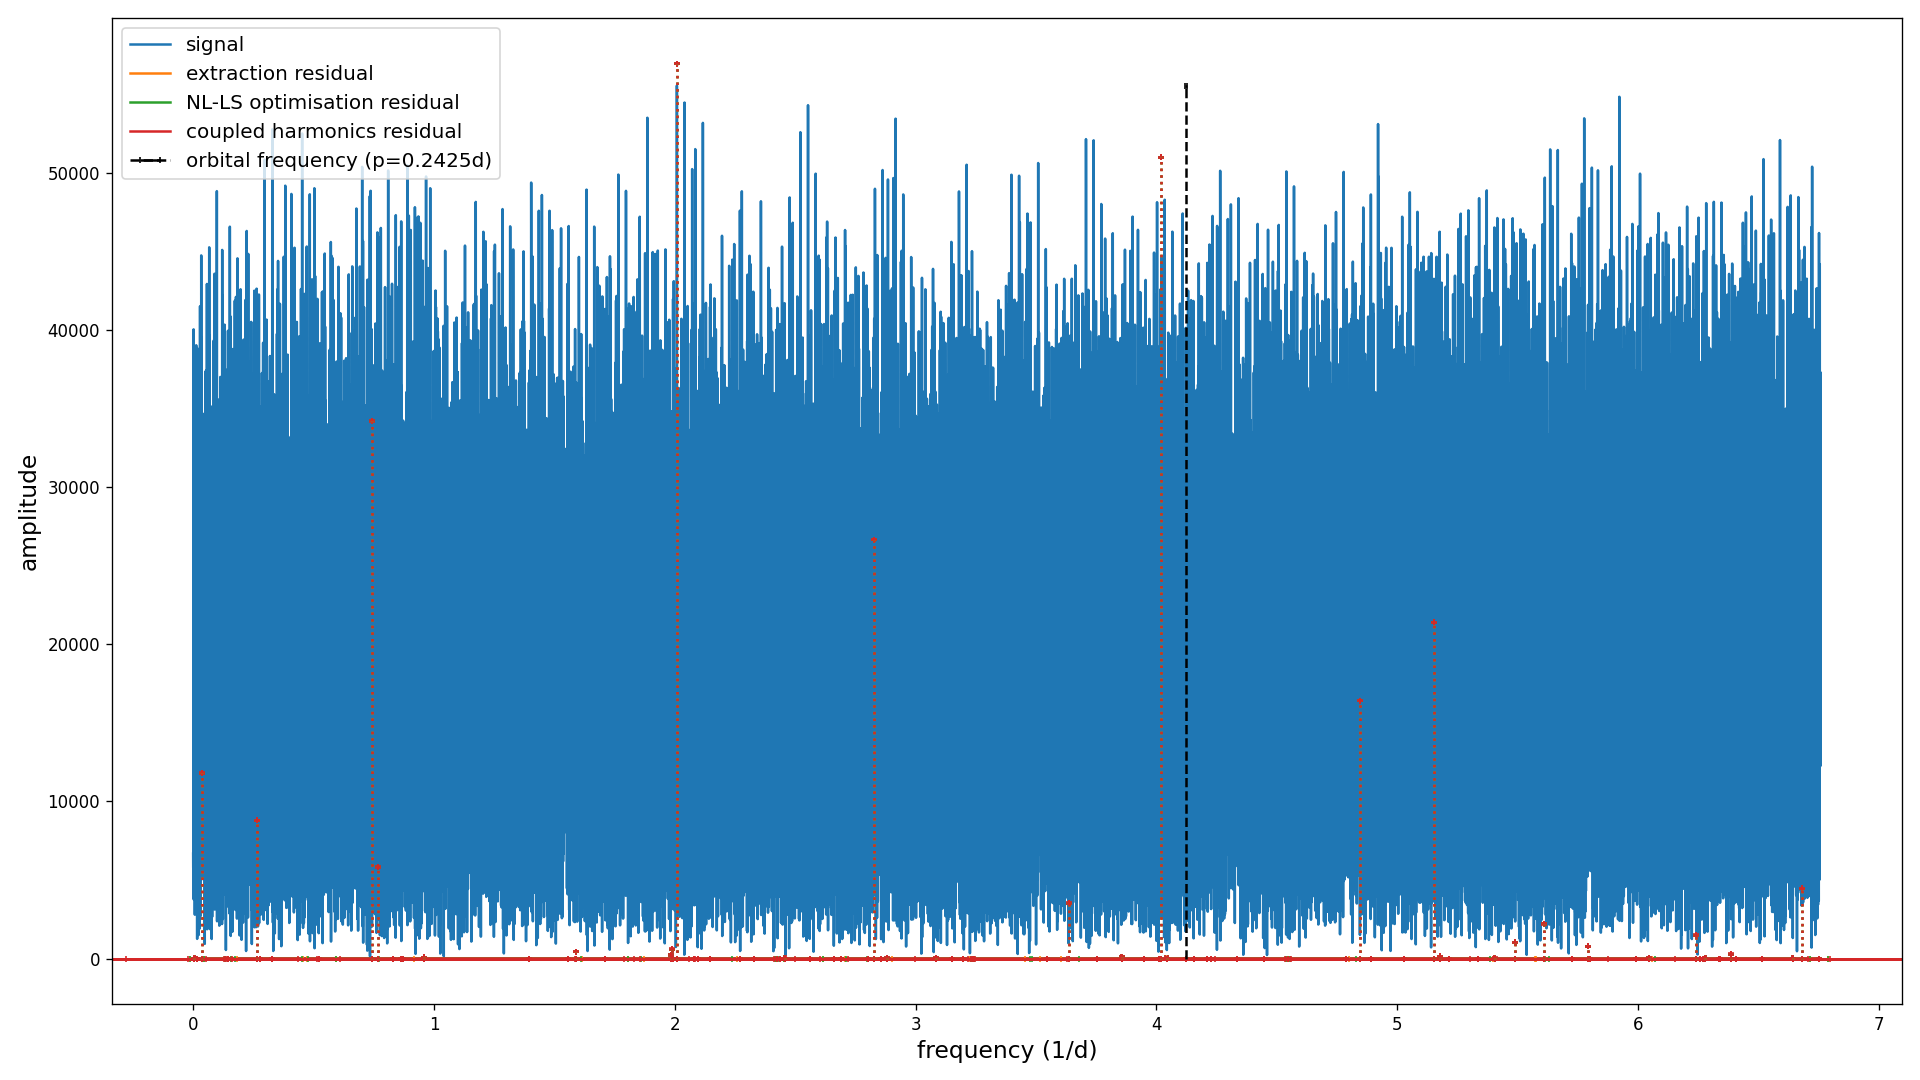 signal
extraction residual
NL-LS optimisation residual
coupled harmonics residual
orbital frequency (p=0.2425d)
amplitude
50000
40000
30000
20000
10000
0
0 1 2 3 4 5 6 7
frequency (1/d)